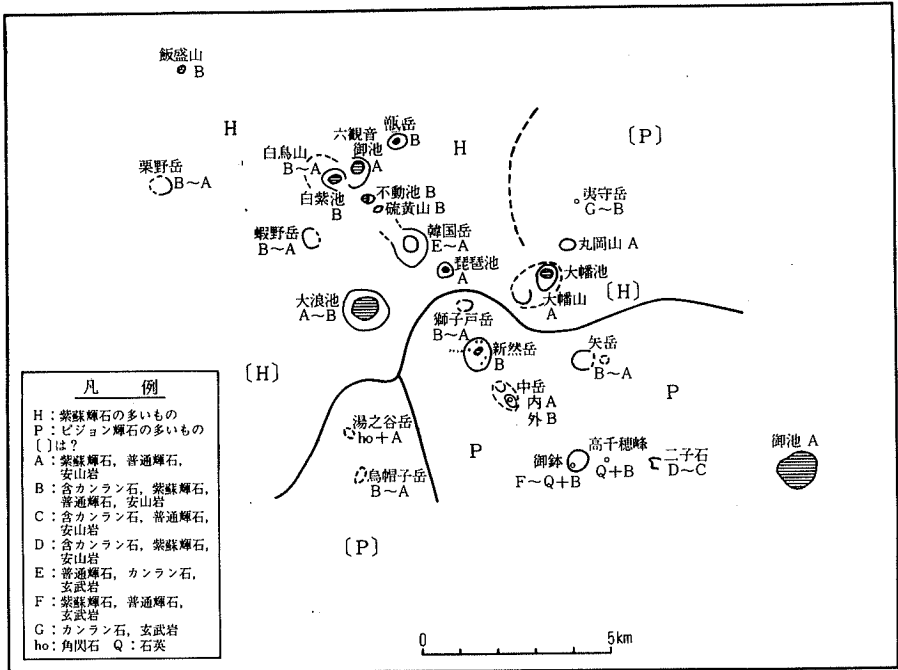 飯盛山
B
H
甑岳
B
六観音
御池
A
H
〔P〕
白鳥山
B～A
栗野岳
B～A
白紫池
B
不動池 B
硫黄山 B
夷守岳
G～B
蝦野岳
B～A
韓国岳
E～A
丸岡山 A
琵琶池
A
大幡池
〔H〕
大幡山
A
大浪池
A～B
獅子戸岳
B～A
新燃岳
B
矢岳
B～A
〔H〕
P
中岳
内 A
外 B
湯之谷岳
ho＋A
P
高千穂峰
Q＋B
御鉢
F～Q＋B
二子石
D～C
御池 A
烏帽子岳
B～A
〔P〕
凡 例
H：紫蘇輝石の多いもの
P：ピジョン輝石の多いもの
〔 〕は？
A：紫蘇輝石，普通輝石，
安山岩
B：含カンラン石，紫蘇輝石，
普通輝石，安山岩
C：含カンラン石，普通輝石，
安山岩
D：含カンラン石，紫蘇輝石，
安山岩
E：普通輝石，カンラン石，
玄武岩
F：紫蘇輝石，普通輝石，
玄武岩
G：カンラン石，玄武岩
ho：角閃石 Q：石英
0 5km